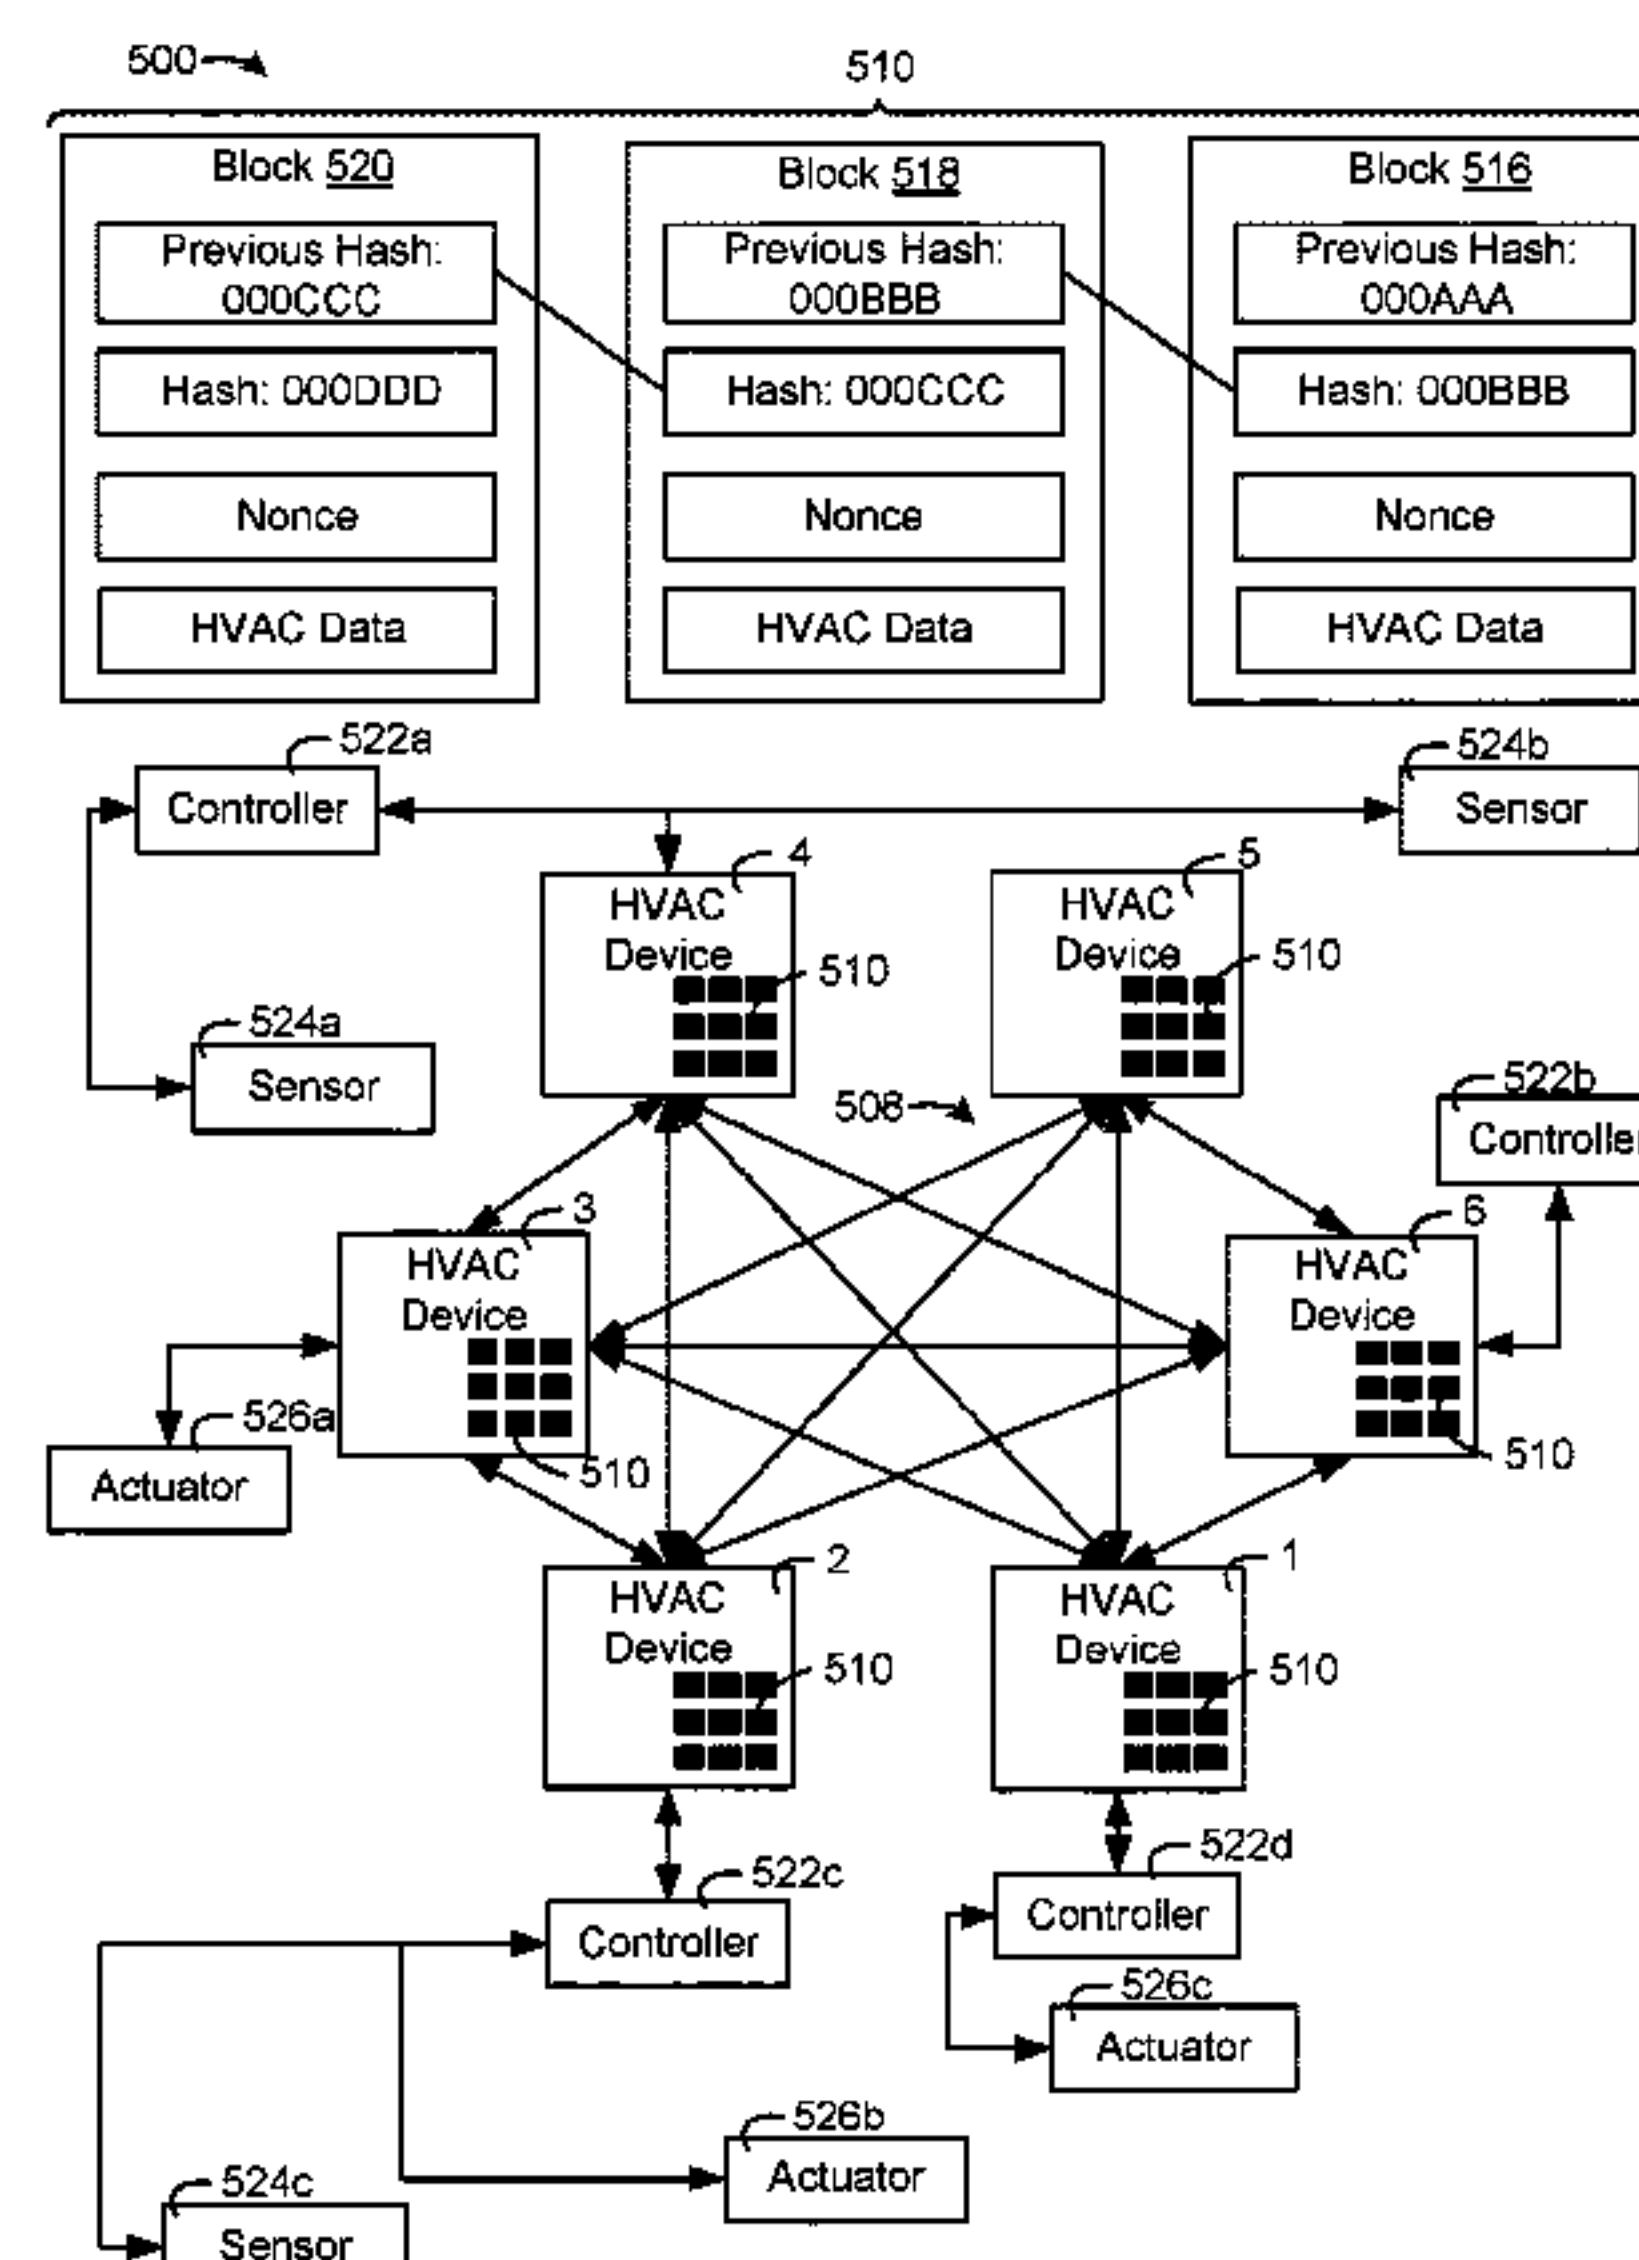 500
510
Block 520
Previous Hash:
000CCC
Hash: 000DDD
Nonce
HVAC Data
Block 518
Previous Hash:
000BBB
Hash: 000CCC
Nonce
HVAC Data
Block 516
Previous Hash:
000AAA
Hash: 000BBB
Nonce
HVAC Data
522a
Controller
524b
Sensor
4
HVAC
Device
510
5
HVAC
Device
510
524a
Sensor
508
522b
Controller
3
HVAC
Device
510
6
HVAC
Device
510
526a
Actuator
2
HVAC
Device
510
1
HVAC
Device
510
522c
Controller
522d
Controller
526c
Actuator
526b
Actuator
524c
Sensor